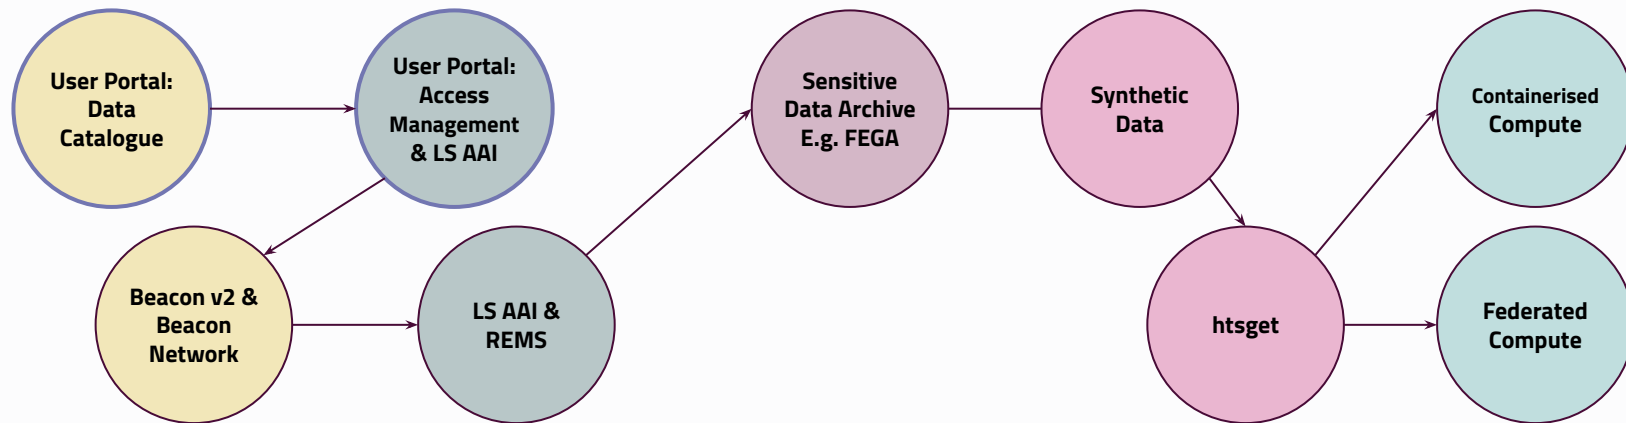 User Portal:
Data
Catalogue
User Portal:
Access
Management
& LS AAI
Beacon v2 &
Beacon
Network
LS AAI &
REMS
Sensitive
Data Archive
E.g. FEGA
Synthetic
Data
htsget
Containerised
Compute
Federated
Compute